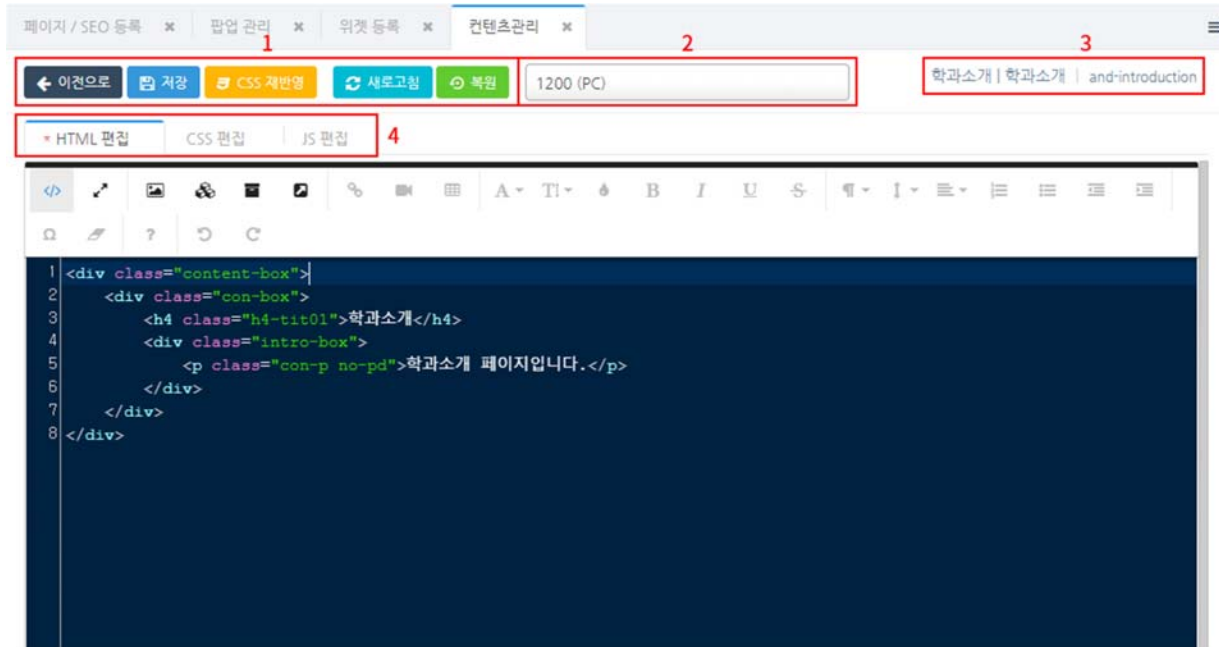 페이지 / SEO 등록 팝업 관리 위젯 등록 컨텐츠관리
1 2 3
이전으로 저장 CSS 재반영 새로고침 복원 1200 (PC) 학과소개 | 학과소개 | and-introduction
* HTML 편집 CSS 편집 JS 편집 4
1 <div class="content-box">
2 <div class="con-box">
3 <h4 class="h4-tit01">학과소개</h4>
4 <div class="intro-box">
5 <p class="con-p no-pd">학과소개 페이지입니다.</p>
6 </div>
7 </div>
8 </div>